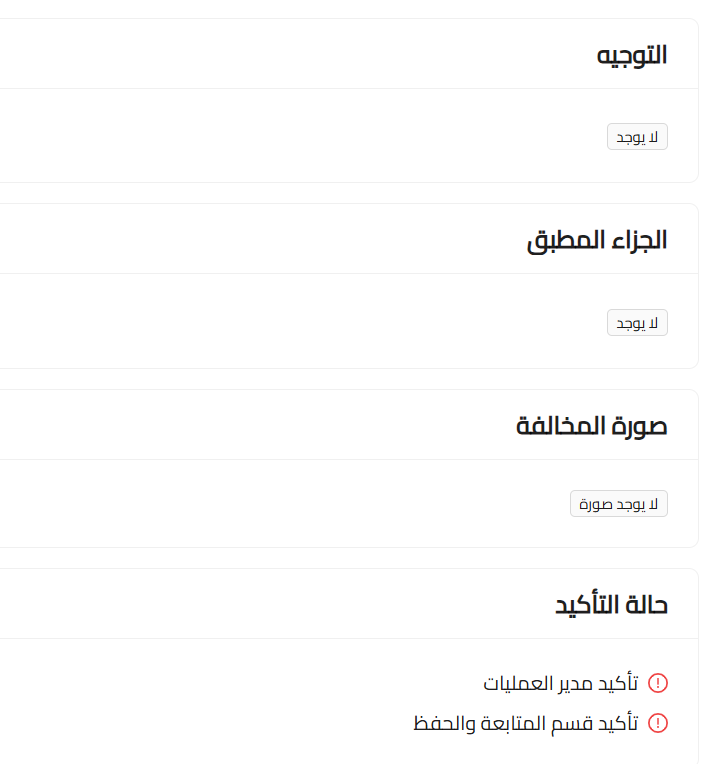 التوجيه
لا يوجد
الجزاء المطبق
لا يوجد
صورة المخالفة
لا يوجد صورة
حالة التأكيد
تأكيد مدير العمليات
تأكيد قسم المتابعة والحفظ